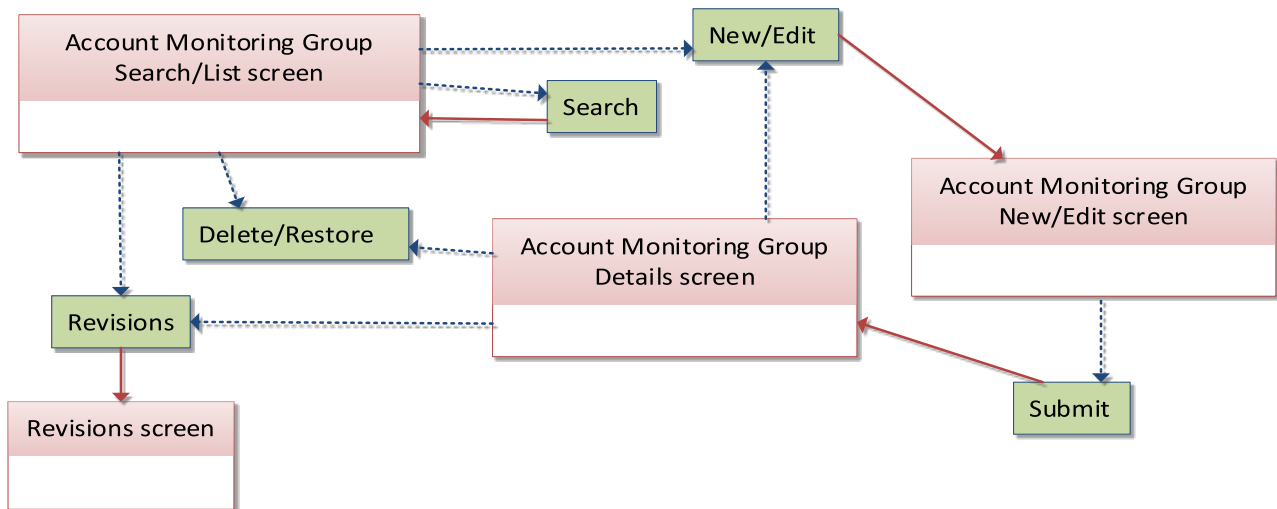 Account Monitoring Group
Search/List screen
New/Edit
Search
Account Monitoring Group
New/Edit screen
Delete/Restore
Account Monitoring Group
Details screen
Revisions
Submit
Revisions screen